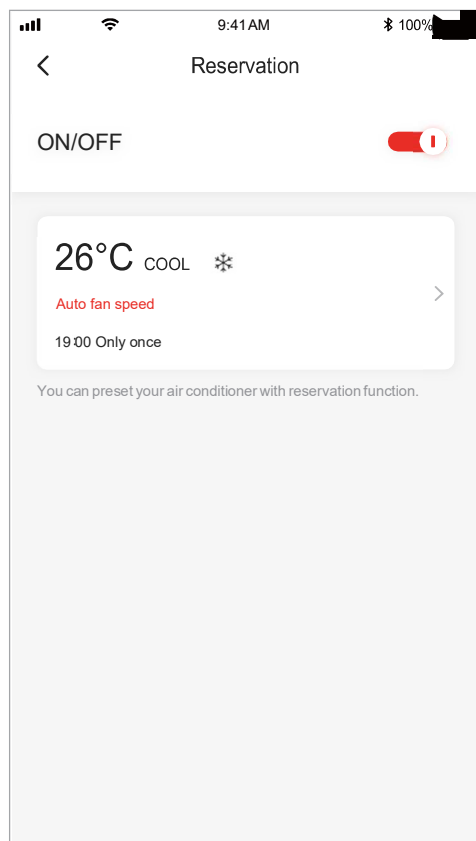 9:41 AM
100%
Reservation
ON/OFF
26°C COOL
Auto fan speed
19:00 Only once
You can preset your air conditioner with reservation function.